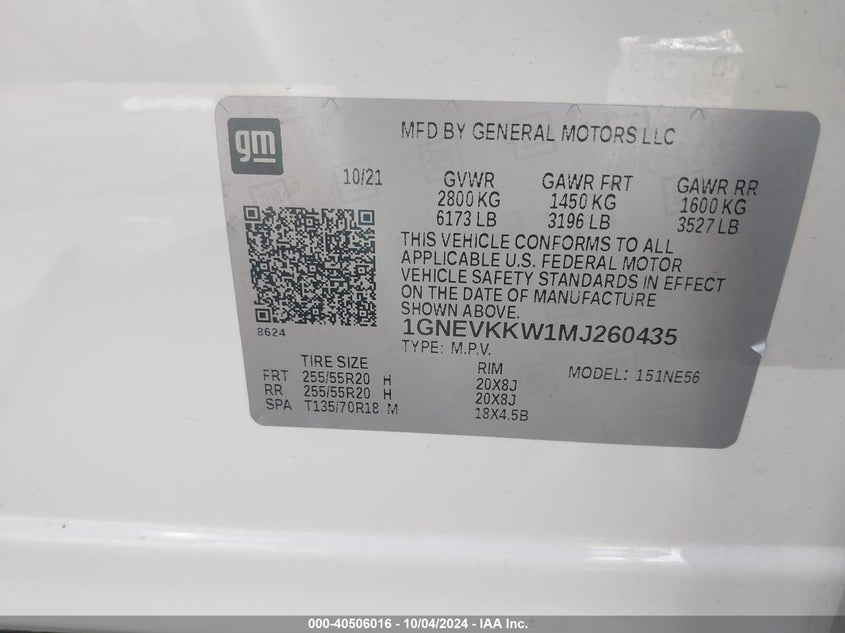 gm
MFD BY GENERAL MOTORS LLC
10/21 GVWR GAWR FRT GAWR RR
2800 KG 1450 KG 1600 KG
6173 LB 3196 LB 3527 LB
THIS VEHICLE CONFORMS TO ALL
APPLICABLE U.S. FEDERAL MOTOR
VEHICLE SAFETY STANDARDS IN EFFECT
ON THE DATE OF MANUFACTURE
SHOWN ABOVE.
8624
1GNEVKKW1MJ260435
TYPE: M.P.V.
TIRE SIZE RIM MODEL: 151NE56
FRT 255/55R20 H 20X8J
RR 255/55R20 H 20X8J
SPA T135/70R18 M 18X4.5B
000-40506016 - 10/04/2024 - IAA Inc.